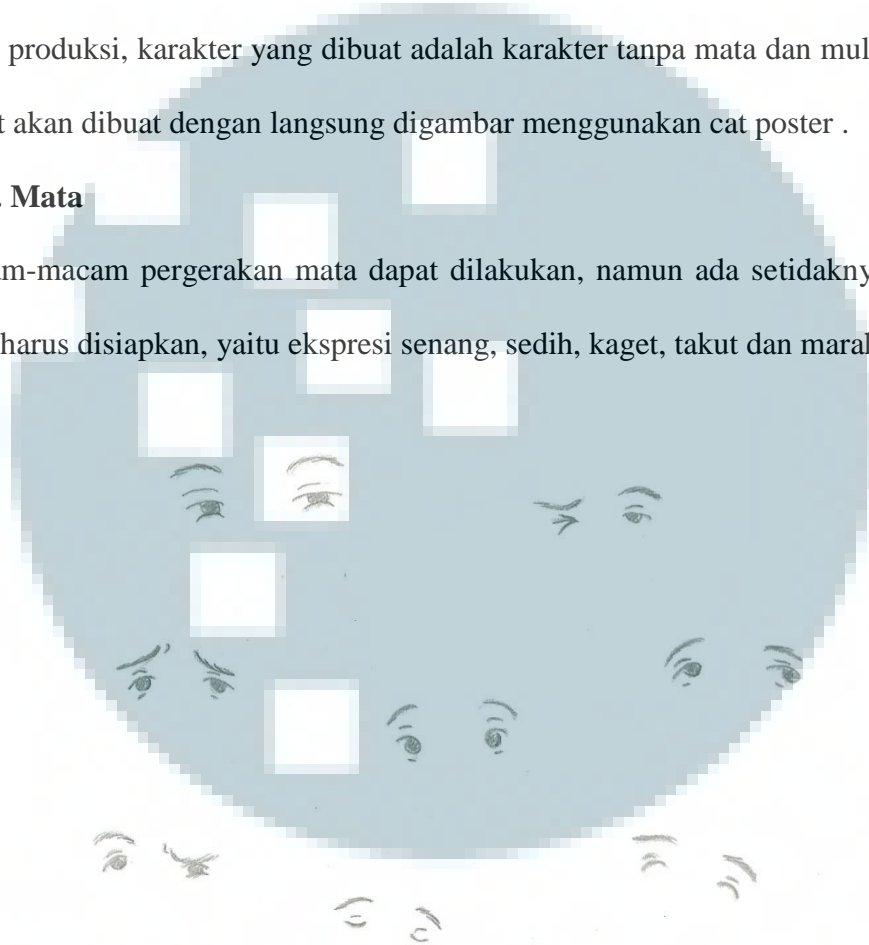 produksi, karakter yang dibuat adalah karakter tanpa mata dan mul
t akan dibuat dengan langsung digambar menggunakan cat poster .
. Mata
am-macam pergerakan mata dapat dilakukan, namun ada setidakny
harus disiapkan, yaitu ekspresi senang, sedih, kaget, takut dan marah